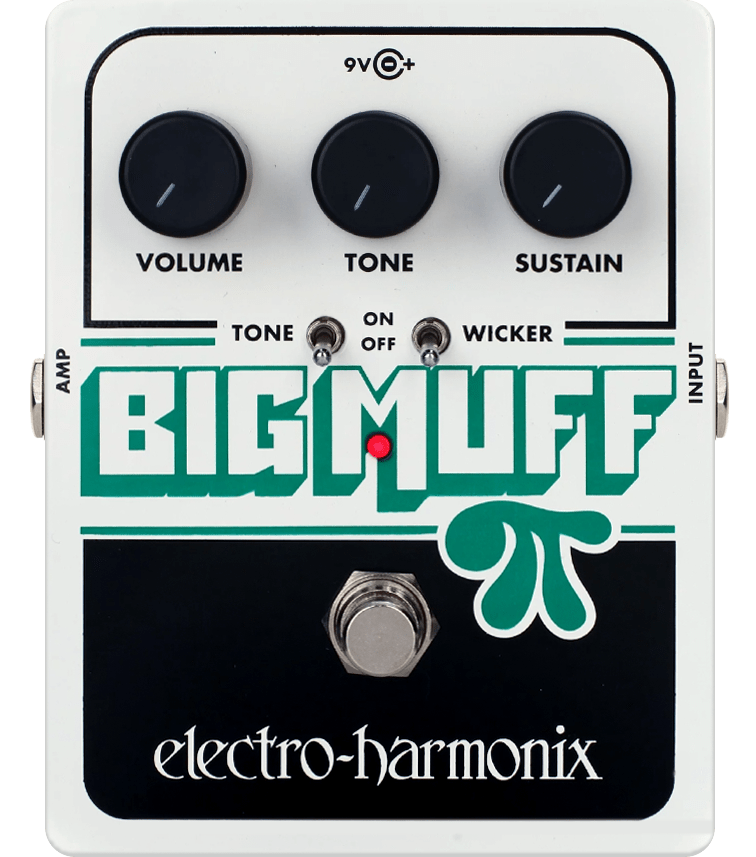 9V +
VOLUME TONE SUSTAIN
TONE ON WICKER
OFF
AMP
INPUT
BIG MUFF
π
electro-harmonix